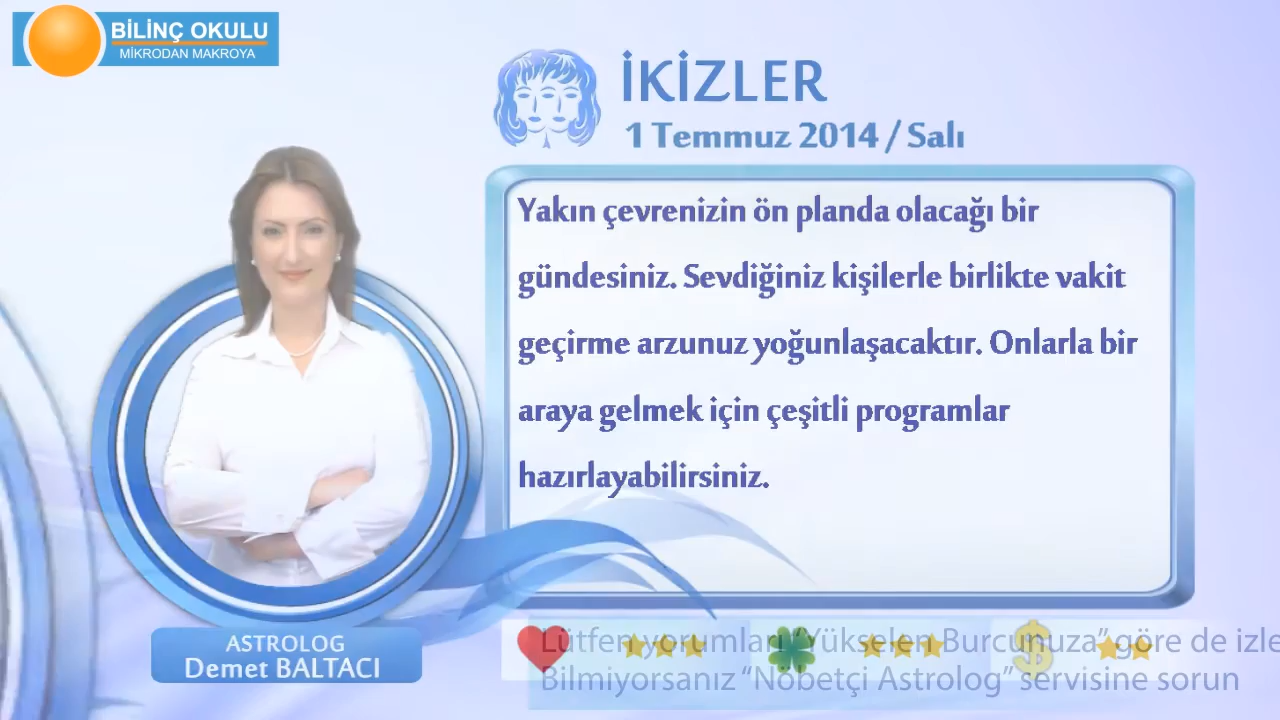 BİLİNÇ OKULU
MİKRODAN MAKROYA
İKİZLER
1 Temmuz 2014 / Salı
Yakın çevrenizin ön planda olacağı bir
gündesiniz. Sevdiğiniz kişilerle birlikte vakit
geçirme arzunuz yoğunlaşacaktır. Onlarla bir
araya gelmek için çeşitli programlar
hazırlayabilirsiniz.
ASTROLOG
Demet BALTACI
Lütfen yorumları “Yükselen Burcunuza” göre de izle
Bilmiyorsanız “Nöbetçi Astrolog” servisine sorun